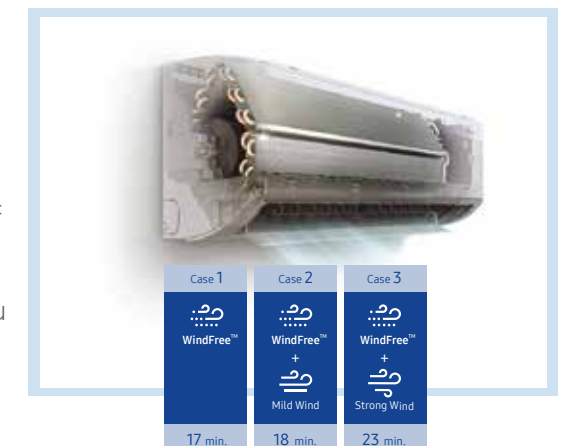 Case 1
WindFree™
17 min.
Case 2
WindFree™
+
Mild Wind
18 min.
Case 3
WindFree™
+
Strong Wind
23 min.